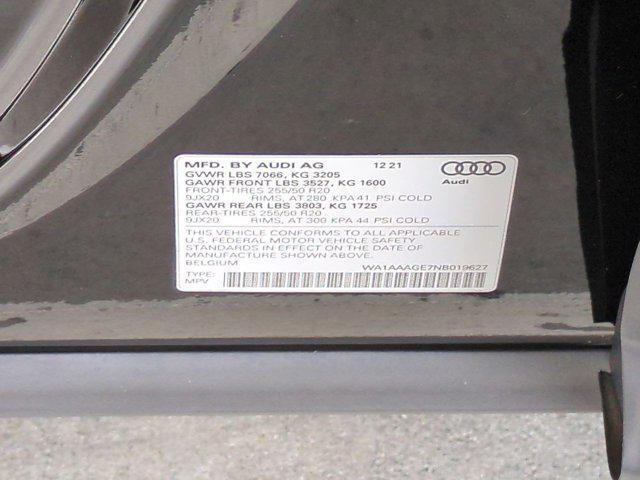 MFD. BY AUDI AG 12 21
GVWR LBS 7066, KG 3205
GAWR FRONT LBS 3527, KG 1600
FRONT-TIRES 255/50 R20
9JX20 RIMS, AT 280 KPA 41 PSI COLD
GAWR REAR LBS 3803, KG 1725
REAR-TIRES 255/50 R20
9JX20 RIMS, AT 300 KPA 44 PSI COLD
Audi
THIS VEHICLE CONFORMS TO ALL APPLICABLE
U.S. FEDERAL MOTOR VEHICLE SAFETY
STANDARDS IN EFFECT ON THE DATE OF
MANUFACTURE SHOWN ABOVE.
BELGIUM WA1AAAGE7NB019627
TYPE:
MPV